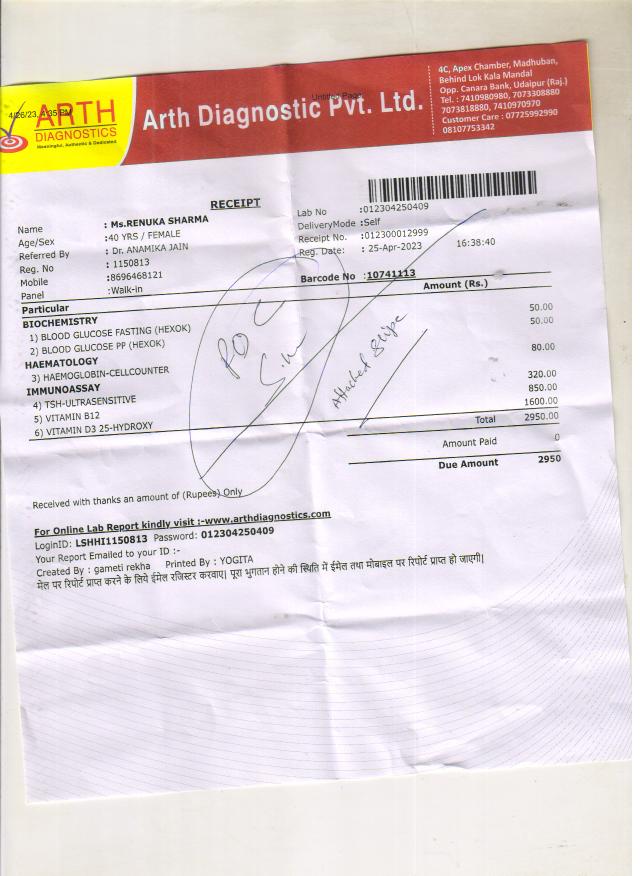 4/26/23, 4:35 PM
Untitled Page
ARTH
DIAGNOSTICS
Meaningful, Authentic & Dedicated
Arth Diagnostic Pvt. Ltd.
4C, Apex Chamber, Madhuban,
Behind Lok Kala Mandal
Opp. Canara Bank, Udaipur (Raj.)
Tel. : 7410980980, 7073308880
7073818880, 7410970970
Customer Care : 07725992990
08107753342
RECEIPT
Name : Ms.RENUKA SHARMA
Age/Sex :40 YRS / FEMALE
Referred By : Dr. ANAMIKA JAIN
Reg. No : 1150813
Mobile :8696468121
Panel :Walk-in
Lab No :012304250409
DeliveryMode :Self
Receipt No. :012300012999
Reg. Date: : 25-Apr-2023 16:38:40
Barcode No :10741113
Particular Amount (Rs.)
BIOCHEMISTRY
1) BLOOD GLUCOSE FASTING (HEXOK) 50.00
2) BLOOD GLUCOSE PP (HEXOK) 50.00
HAEMATOLOGY
3) HAEMOGLOBIN-CELLCOUNTER 80.00
IMMUNOASSAY
4) TSH-ULTRASENSITIVE 320.00
5) VITAMIN B12 850.00
6) VITAMIN D3 25-HYDROXY 1600.00
Total 2950.00
Amount Paid 0
Due Amount 2950
POC
Attached Slipe
Received with thanks an amount of (Rupees) Only
For Online Lab Report kindly visit :-www.arthdiagnostics.com
LoginID: LSHHI1150813 Password: 012304250409
Your Report Emailed to your ID :-
Created By : gameti rekha Printed By : YOGITA
मेल पर रिपोर्ट प्राप्त करने के लिये ईमेल रजिस्टर करवाए| पूरा भुगतान होने की स्थिति में ईमेल तथा मोबाइल पर रिपोर्ट प्राप्त हो जाएगी|